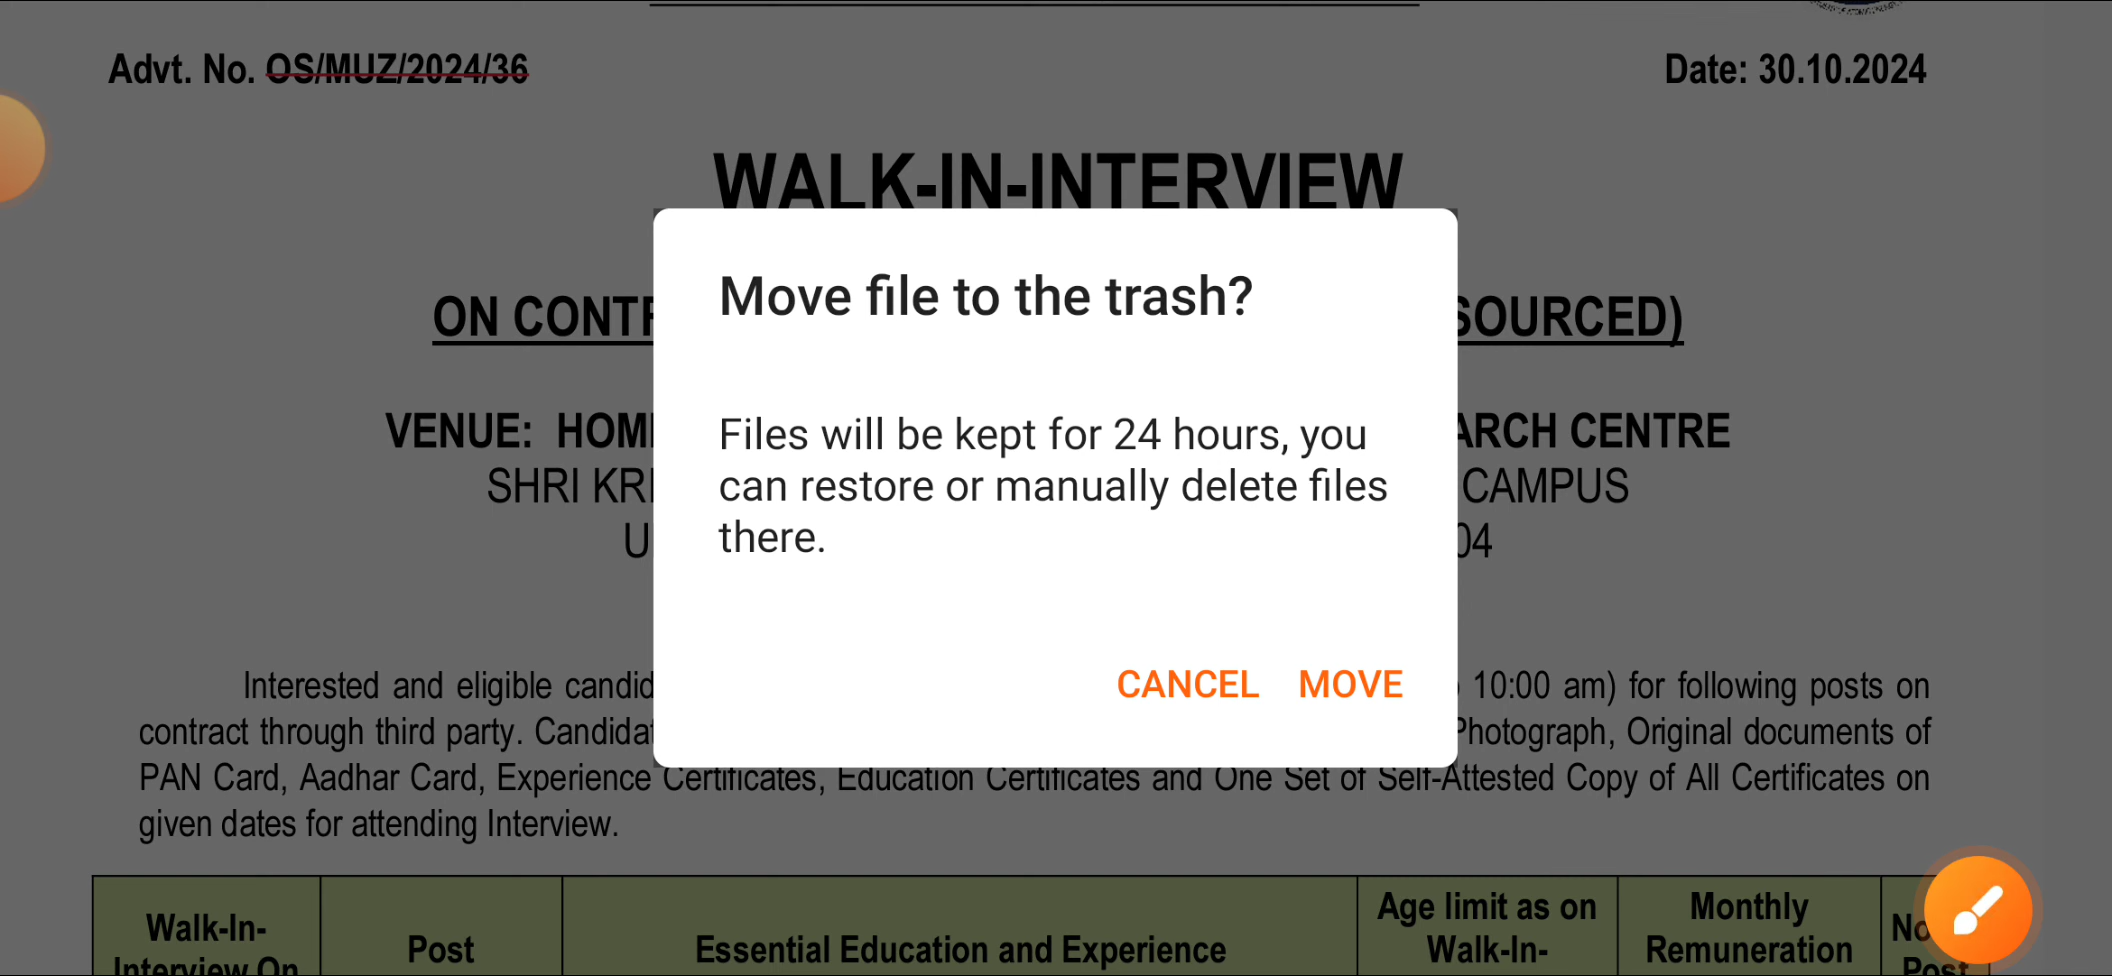 Advt. No. OS/MUZ/2024/36
Date: 30.10.2024
WALK-IN-INTERVIEW
Move file to the trash?
ON SOURCED)
VENUE: ARCH CENTRE
SHRI CAMPUS
04
Files will be kept for 24 hours, you
can restore or manually delete files
there.
CANCEL MOVE
Interested and eligible 10:00 am) for following posts on
contract through third party. Photograph, Original documents of
PAN Card, Aadhar Card, Experience Certificates, Education Certificates and One Set of Self-Attested Copy of All Certificates on
given dates for attending Interview.
Walk-In-
Interview On
Post
Essential Education and Experience
Age limit as on
Walk-In-
Monthly
Remuneration
Post